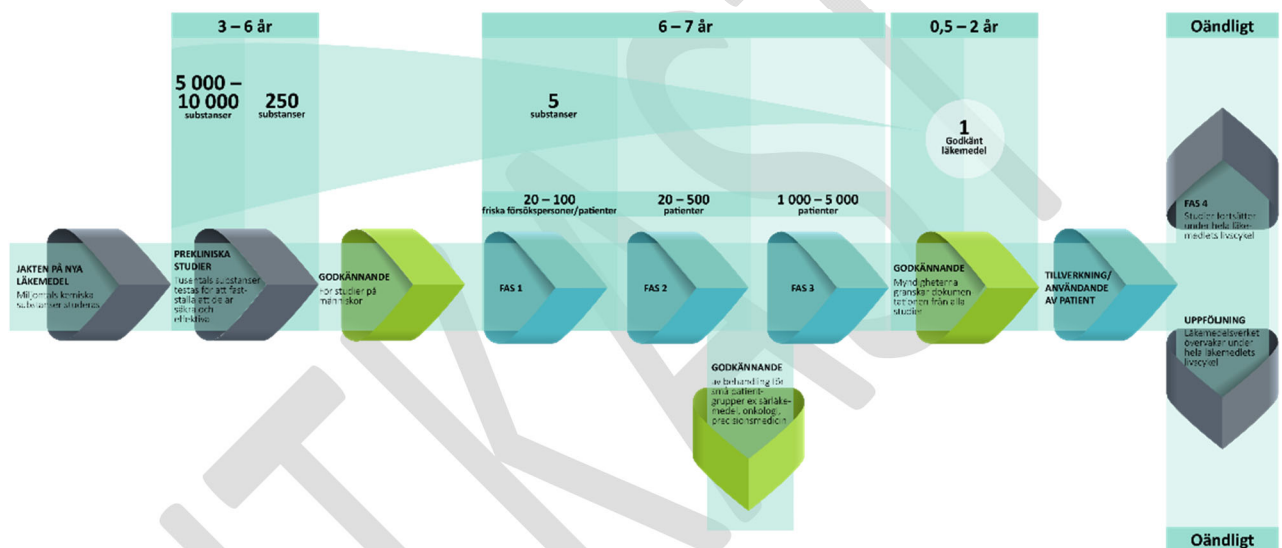 3 – 6 år
6 – 7 år
0,5 – 2 år
Oändligt
5 000 –
10 000
substanser
250
substanser
5
substanser
1
Godkänt
läkemedel
20 – 100
friska försökspersoner/patienter
20 – 500
patienter
1 000 – 5 000
patienter
JAKTEN PÅ NYA
LÄKEMEDEL
Miljontals kemiska
substanser studeras
PREKLINISKA
STUDIER
Tusentals substanser
testas för att fast-
ställa att de är
säkra och
effektiva
GODKÄNNANDE
För studier på
människor
FAS 1
FAS 2
FAS 3
GODKÄNNANDE
av behandling för
små patient-
grupper ex särläke-
medel, onkologi,
precisionsmedicin
GODKÄNNANDE
Myndigheterna
granskar dokumen
tationen från alla
studier
TILLVERKNING/
ANVÄNDANDE
AV PATIENT
FAS 4
Studier fortsätter
under hela läke-
medlets livscykel
UPPFÖLJNING
Läkemedelsverket
övervakar under
hela läkemedlets
livscykel
Oändligt
UTKAST